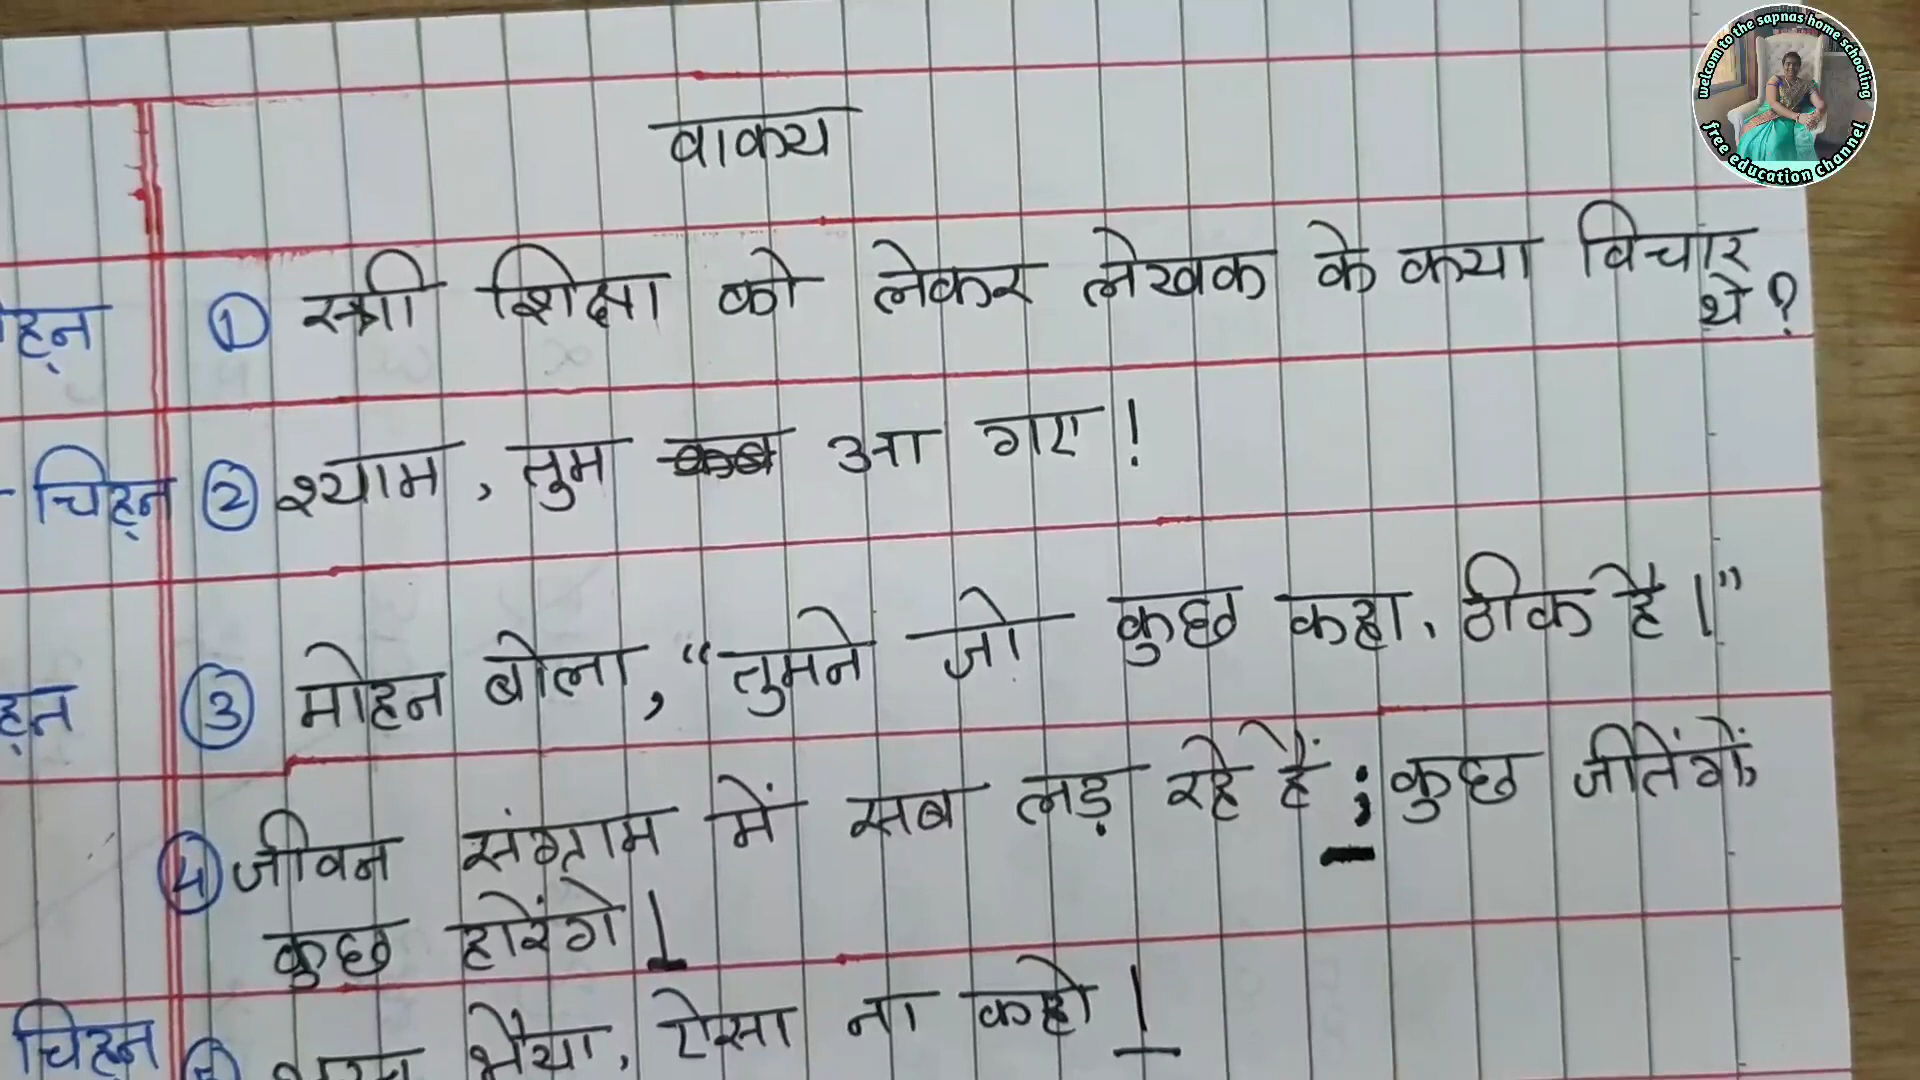 welcom to the sapnas home schooling
free education channel
वाक्य
① स्त्री शिक्षा को लेकर लेखक के क्या विचार
थे?
चिह्न ② श्याम, तुम आ गए!
③ मोहन बोला, “तुमने जो कुछ कहा, ठीक है।”
④ जीवन संग्राम में सब लड़ रहे हैं; कुछ जीतेंगें,
कुछ हारेंगे।
चिह्न भैया, ऐसा ना कहो।